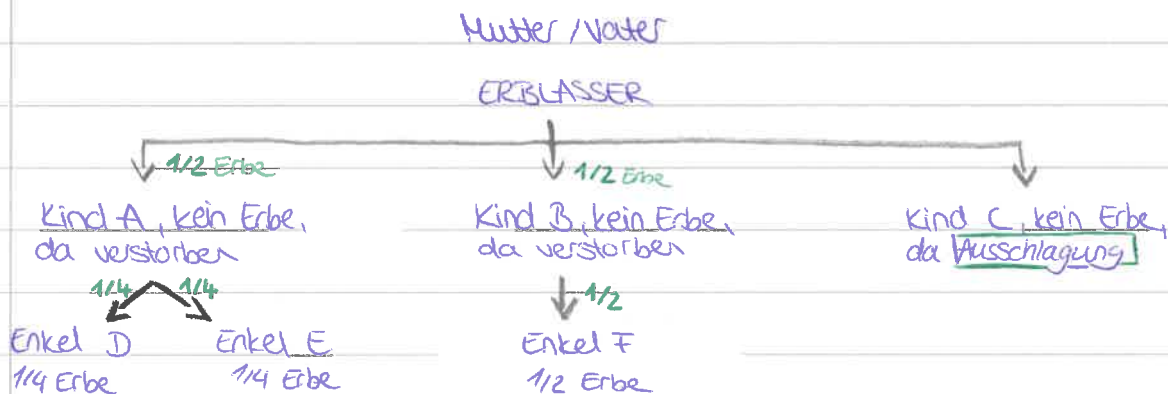 Mutter / Vater
ERBLASSER
1/2 Erbe
1/2 Erbe
Kind A, kein Erbe,
da verstorben
Kind B, kein Erbe,
da verstorben
Kind C, kein Erbe,
da Ausschlagung
1/4 1/4
1/2
Enkel D
1/4 Erbe
Enkel E
1/4 Erbe
Enkel F
1/2 Erbe